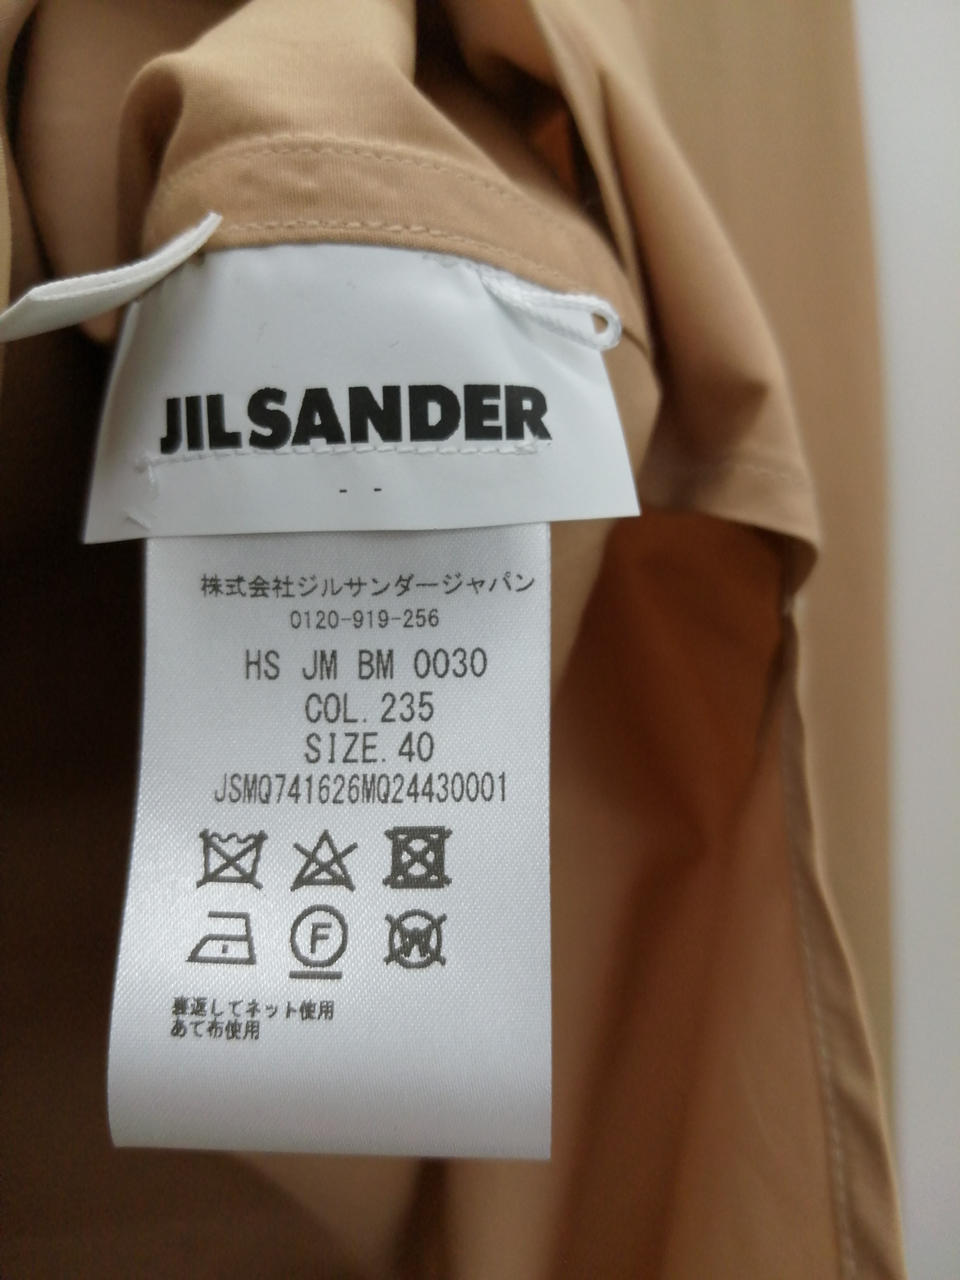 JIL SANDER
- -
株式会社ジルサンダージャパン
0120-919-256
HS JM BM 0030
COL. 235
SIZE. 40
JSMQ741626MQ24430001
F
W
裏返してネット使用
あて布使用